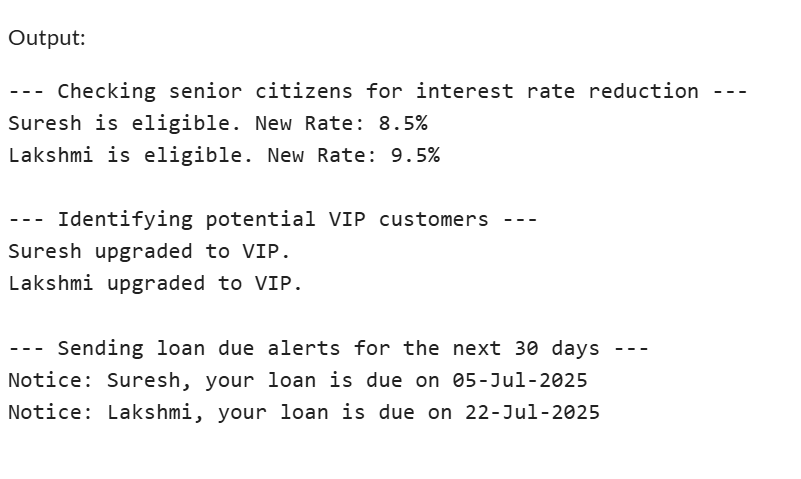 Output:
--- Checking senior citizens for interest rate reduction ---
Suresh is eligible. New Rate: 8.5%
Lakshmi is eligible. New Rate: 9.5%
--- Identifying potential VIP customers ---
Suresh upgraded to VIP.
Lakshmi upgraded to VIP.
--- Sending loan due alerts for the next 30 days ---
Notice: Suresh, your loan is due on 05-Jul-2025
Notice: Lakshmi, your loan is due on 22-Jul-2025